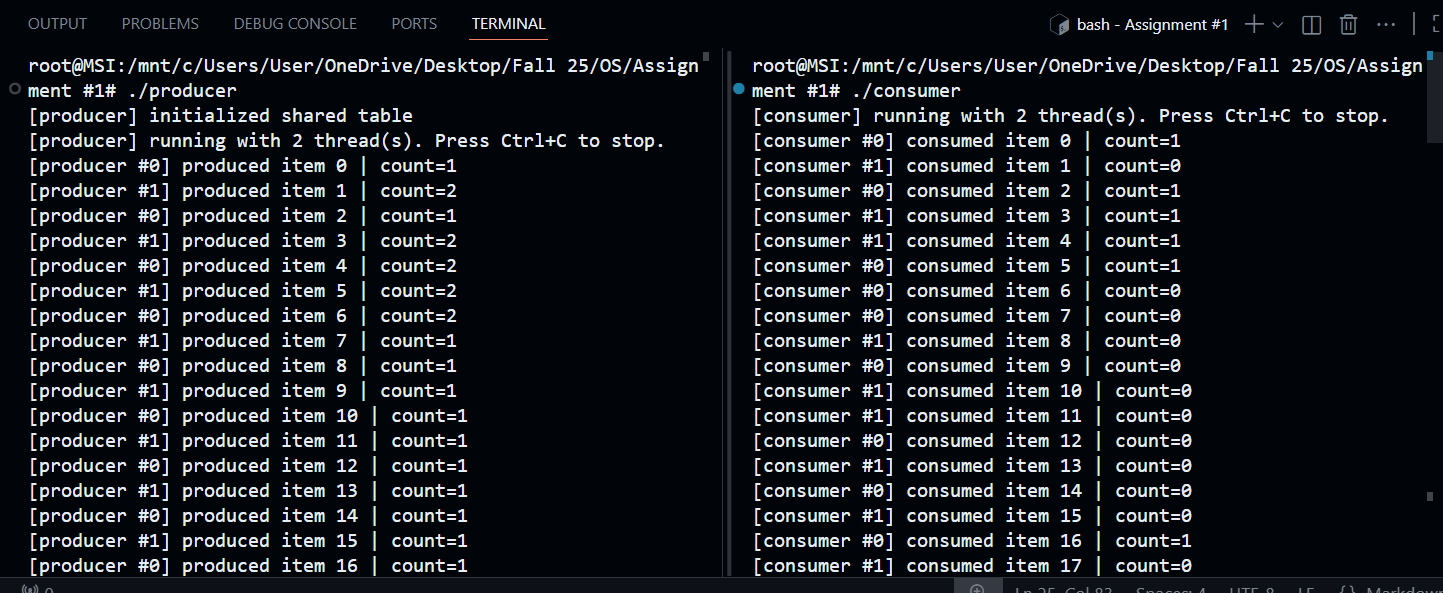 OUTPUT PROBLEMS DEBUG CONSOLE PORTS TERMINAL bash - Assignment #1
root@MSI:/mnt/c/Users/User/OneDrive/Desktop/Fall 25/OS/Assign
ment #1# ./producer
[producer] initialized shared table
[producer] running with 2 thread(s). Press Ctrl+C to stop.
[producer #0] produced item 0 | count=1
[producer #1] produced item 1 | count=2
[producer #0] produced item 2 | count=1
[producer #1] produced item 3 | count=2
[producer #0] produced item 4 | count=2
[producer #1] produced item 5 | count=2
[producer #0] produced item 6 | count=2
[producer #1] produced item 7 | count=1
[producer #0] produced item 8 | count=1
[producer #1] produced item 9 | count=1
[producer #0] produced item 10 | count=1
[producer #1] produced item 11 | count=1
[producer #0] produced item 12 | count=1
[producer #1] produced item 13 | count=1
[producer #0] produced item 14 | count=1
[producer #1] produced item 15 | count=1
[producer #0] produced item 16 | count=1
root@MSI:/mnt/c/Users/User/OneDrive/Desktop/Fall 25/OS/Assign
ment #1# ./consumer
[consumer] running with 2 thread(s). Press Ctrl+C to stop.
[consumer #0] consumed item 0 | count=1
[consumer #1] consumed item 1 | count=0
[consumer #0] consumed item 2 | count=1
[consumer #1] consumed item 3 | count=1
[consumer #1] consumed item 4 | count=1
[consumer #0] consumed item 5 | count=1
[consumer #0] consumed item 6 | count=0
[consumer #0] consumed item 7 | count=0
[consumer #1] consumed item 8 | count=0
[consumer #0] consumed item 9 | count=0
[consumer #1] consumed item 10 | count=0
[consumer #1] consumed item 11 | count=0
[consumer #0] consumed item 12 | count=0
[consumer #1] consumed item 13 | count=0
[consumer #0] consumed item 14 | count=0
[consumer #1] consumed item 15 | count=0
[consumer #0] consumed item 16 | count=1
[consumer #1] consumed item 17 | count=0
0 Ln 25, Col 83 Spaces: 4 UTF-8 LF {} Markdown